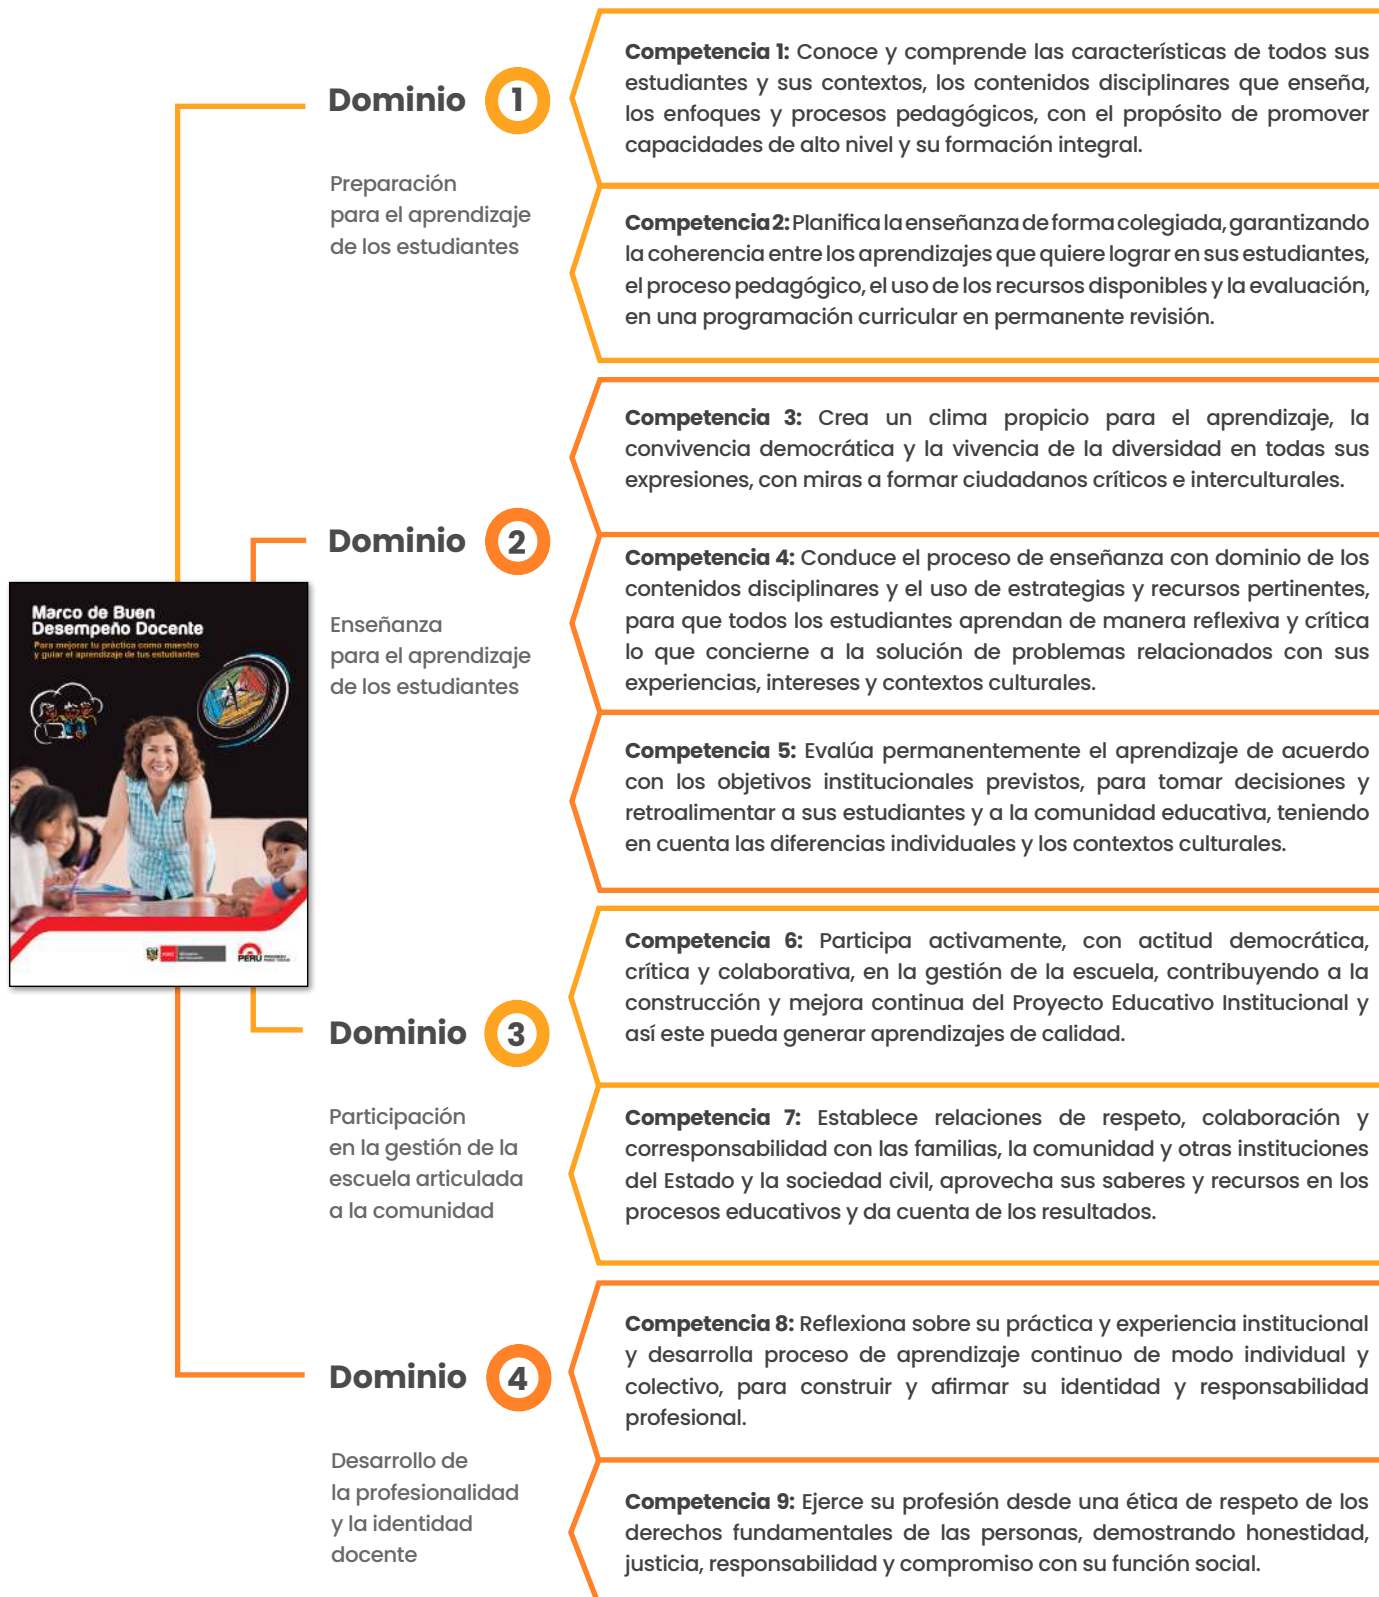 Dominio 1
Preparación
para el aprendizaje
de los estudiantes
Competencia 1: Conoce y comprende las características de todos sus
estudiantes y sus contextos, los contenidos disciplinares que enseña,
los enfoques y procesos pedagógicos, con el propósito de promover
capacidades de alto nivel y su formación integral.
Competencia 2: Planifica la enseñanza de forma colegiada, garantizando
la coherencia entre los aprendizajes que quiere lograr en sus estudiantes,
el proceso pedagógico, el uso de los recursos disponibles y la evaluación,
en una programación curricular en permanente revisión.
Dominio 2
Enseñanza
para el aprendizaje
de los estudiantes
Competencia 3: Crea un clima propicio para el aprendizaje, la
convivencia democrática y la vivencia de la diversidad en todas sus
expresiones, con miras a formar ciudadanos críticos e interculturales.
Competencia 4: Conduce el proceso de enseñanza con dominio de los
contenidos disciplinares y el uso de estrategias y recursos pertinentes,
para que todos los estudiantes aprendan de manera reflexiva y crítica
lo que concierne a la solución de problemas relacionados con sus
experiencias, intereses y contextos culturales.
Competencia 5: Evalúa permanentemente el aprendizaje de acuerdo
con los objetivos institucionales previstos, para tomar decisiones y
retroalimentar a sus estudiantes y a la comunidad educativa, teniendo
en cuenta las diferencias individuales y los contextos culturales.
Marco de Buen
Desempeño Docente
Para mejorar tu práctica como maestro
y guiar el aprendizaje de tus estudiantes
PERÚ
PERÚ
Dominio 3
Participación
en la gestión de la
escuela articulada
a la comunidad
Competencia 6: Participa activamente, con actitud democrática,
crítica y colaborativa, en la gestión de la escuela, contribuyendo a la
construcción y mejora continua del Proyecto Educativo Institucional y
así este pueda generar aprendizajes de calidad.
Competencia 7: Establece relaciones de respeto, colaboración y
corresponsabilidad con las familias, la comunidad y otras instituciones
del Estado y la sociedad civil, aprovecha sus saberes y recursos en los
procesos educativos y da cuenta de los resultados.
Dominio 4
Desarrollo de
la profesionalidad
y la identidad
docente
Competencia 8: Reflexiona sobre su práctica y experiencia institucional
y desarrolla proceso de aprendizaje continuo de modo individual y
colectivo, para construir y afirmar su identidad y responsabilidad
profesional.
Competencia 9: Ejerce su profesión desde una ética de respeto de los
derechos fundamentales de las personas, demostrando honestidad,
justicia, responsabilidad y compromiso con su función social.